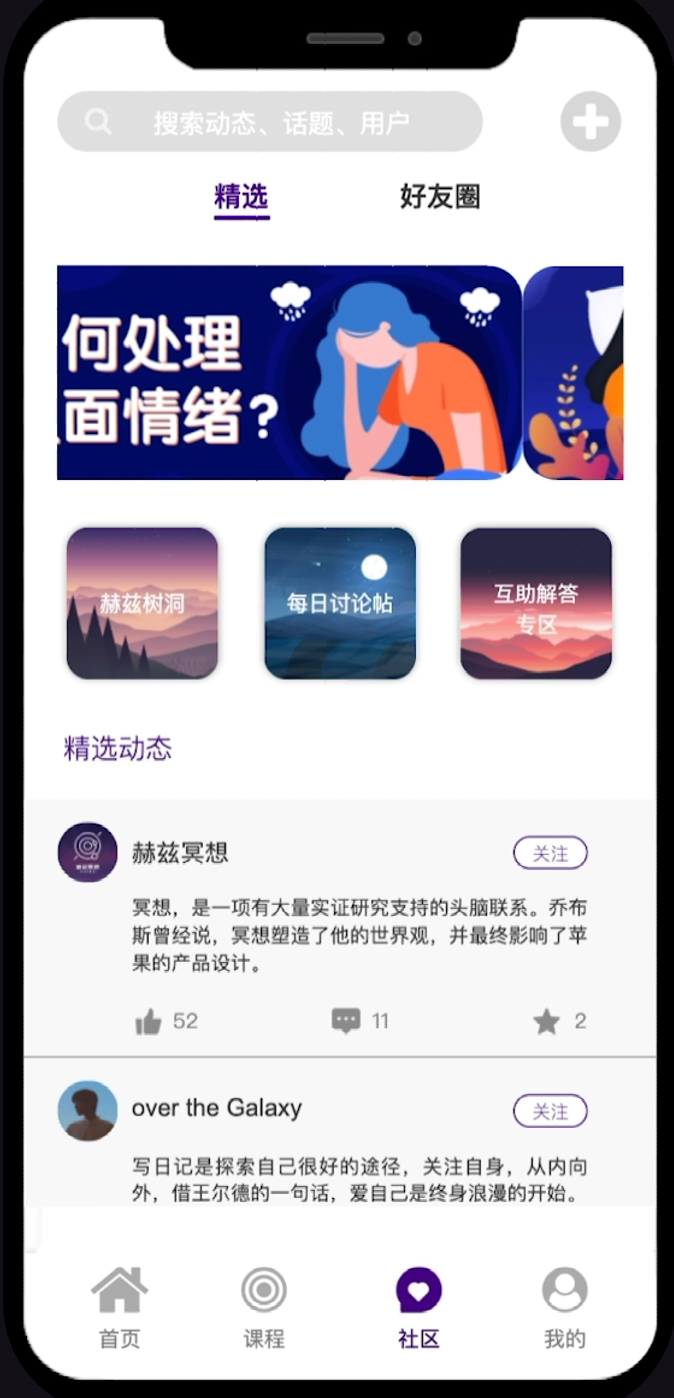 搜索动态、话题、用户
精选
好友圈
何处理
面情绪?
赫兹树洞
每日讨论帖
互助解答
专区
精选动态
赫兹冥想
关注
冥想，是一项有大量实证研究支持的头脑联系。乔布
斯曾经说，冥想塑造了他的世界观，并最终影响了苹
果的产品设计。
52
11
2
over the Galaxy
关注
写日记是探索自己很好的途径，关注自身，从内向
外，借王尔德的一句话，爱自己是终身浪漫的开始。
首页
课程
社区
我的